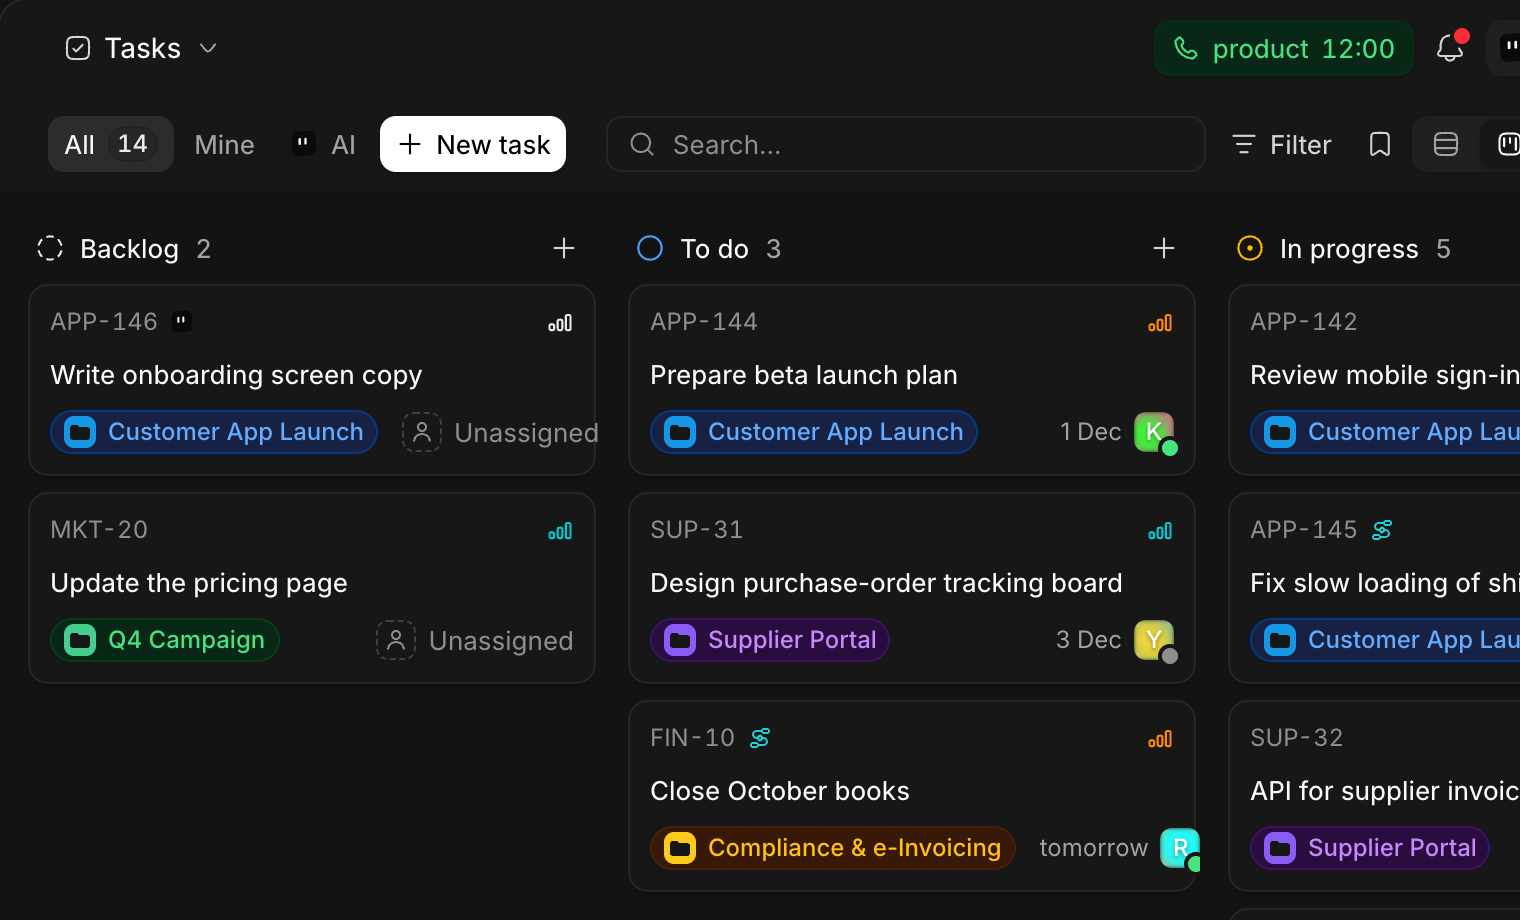 Tasks
product 12:00
All 14
Mine
AI
New task
Search...
Filter
Backlog 2
APP-146
Write onboarding screen copy
Customer App Launch
Unassigned
MKT-20
Update the pricing page
Q4 Campaign
Unassigned
To do 3
APP-144
Prepare beta launch plan
Customer App Launch
1 Dec
K
SUP-31
Design purchase-order tracking board
Supplier Portal
3 Dec
Y
FIN-10
Close October books
Compliance & e-Invoicing
tomorrow
R
In progress 5
APP-142
Review mobile sign-in
Customer App Lau
APP-145
Fix slow loading of shi
Customer App Lau
SUP-32
API for supplier invoic
Supplier Portal